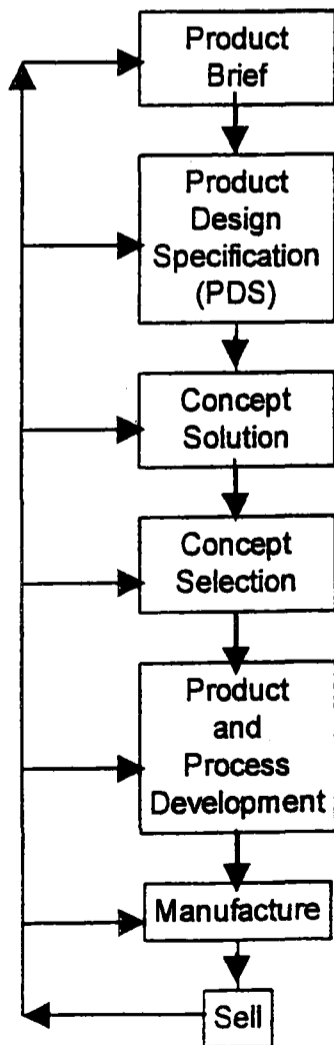 Product
Brief
Product
Design
Specification
(PDS)
Concept
Solution
Concept
Selection
Product
and
Process
Development
Manufacture
Sell